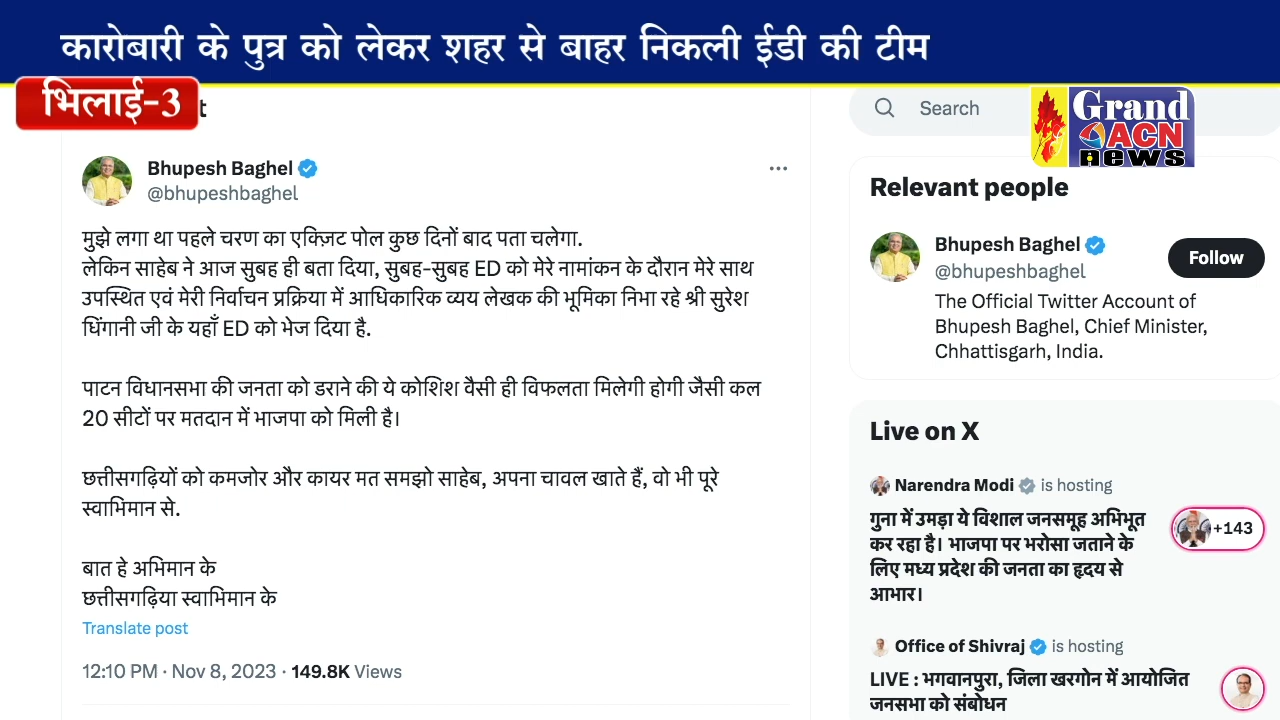 कारोबारी के पुत्र को लेकर शहर से बाहर निकली ईडी की टीम
भिलाई-3
t
Search
Grand
ACN
news
Bhupesh Baghel
@bhupeshbaghel
मुझे लगा था पहले चरण का एक्ज़िट पोल कुछ दिनों बाद पता चलेगा.
लेकिन साहेब ने आज सुबह ही बता दिया, सुबह-सुबह ED को मेरे नामांकन के दौरान मेरे साथ
उपस्थित एवं मेरी निर्वाचन प्रक्रिया में आधिकारिक व्यय लेखक की भूमिका निभा रहे श्री सुरेश
धिंगानी जी के यहाँ ED को भेज दिया है.
पाटन विधानसभा की जनता को डराने की ये कोशिश वैसी ही विफलता मिलेगी होगी जैसी कल
20 सीटों पर मतदान में भाजपा को मिली है।
छत्तीसगढ़ियों को कमजोर और कायर मत समझो साहेब, अपना चावल खाते हैं, वो भी पूरे
स्वाभिमान से.
बात हे अभिमान के
छत्तीसगढ़िया स्वाभिमान के
Translate post
12:10 PM · Nov 8, 2023 · 149.8K Views
Relevant people
Bhupesh Baghel
@bhupeshbaghel
Follow
The Official Twitter Account of
Bhupesh Baghel, Chief Minister,
Chhattisgarh, India.
Live on X
Narendra Modi is hosting
गुना में उमड़ा ये विशाल जनसमूह अभिभूत
कर रहा है। भाजपा पर भरोसा जताने के
लिए मध्य प्रदेश की जनता का हृदय से
आभार।
+143
Office of Shivraj is hosting
LIVE : भगवानपुरा, जिला खरगोन में आयोजित
जनसभा को संबोधन